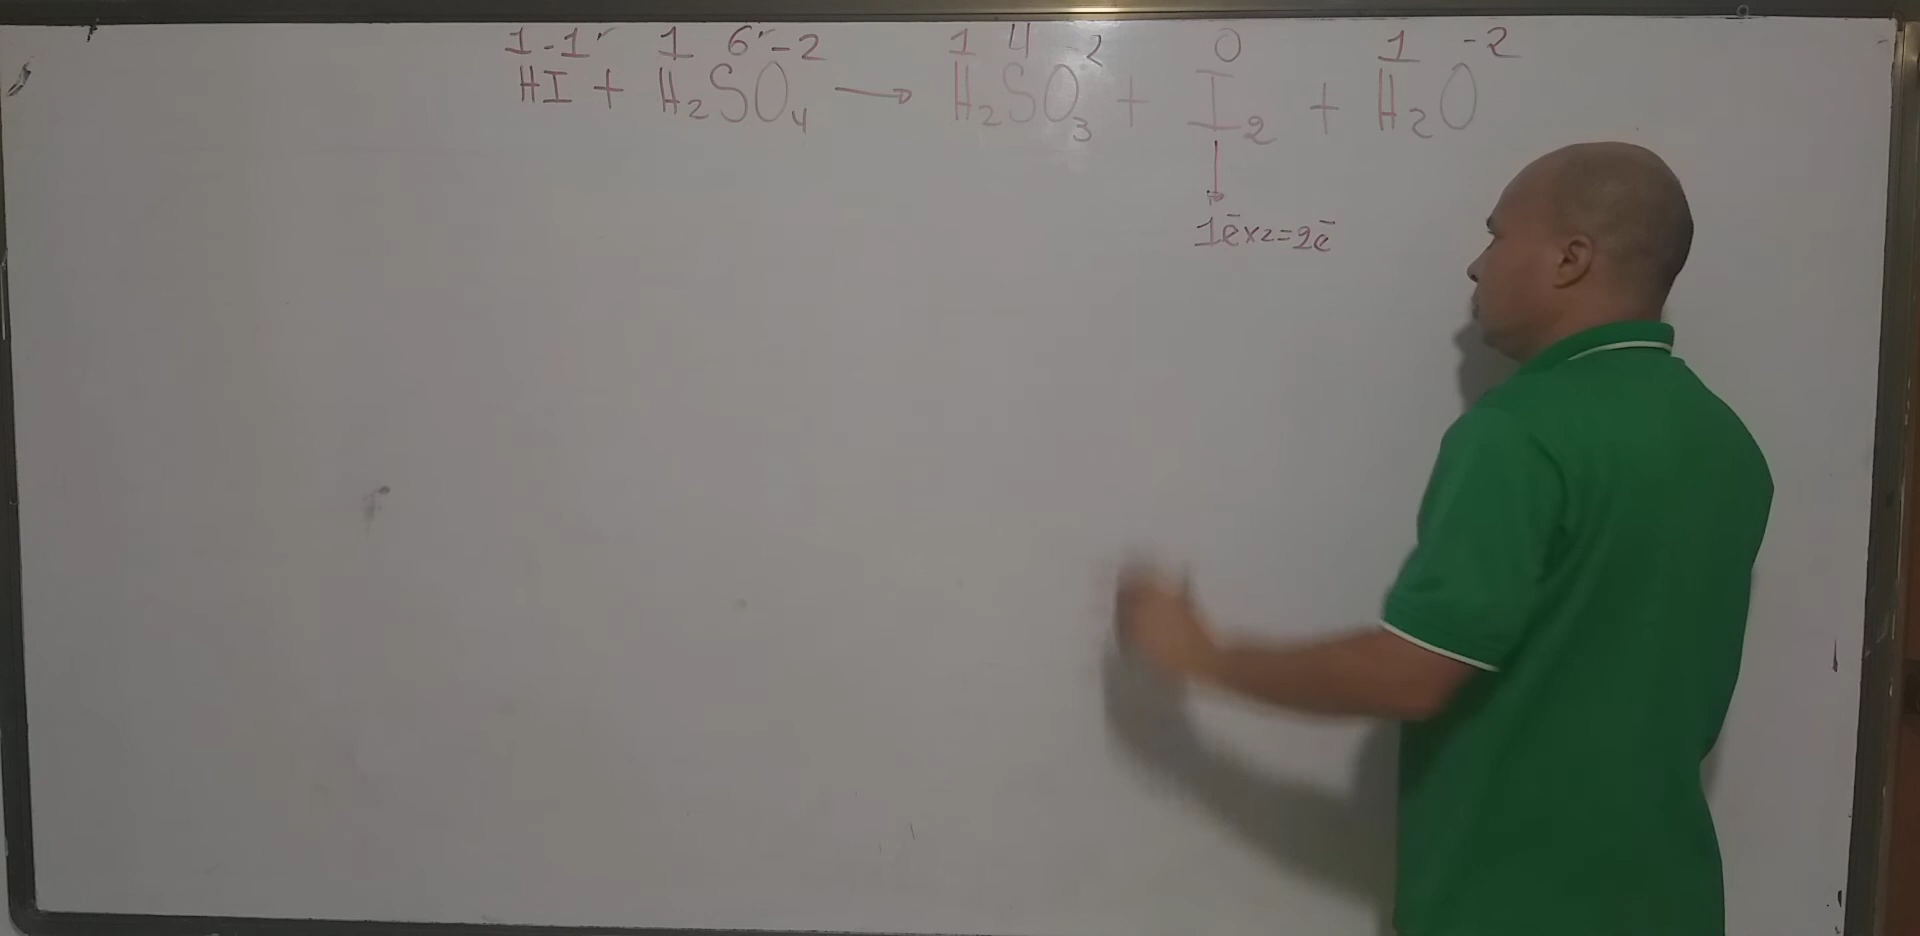 1 -1 1 6 -2 1 4 -2 0 1 -2
HI + H₂SO₄ → H₂SO₃ + I₂ + H₂O
1e⁻x2=2e⁻